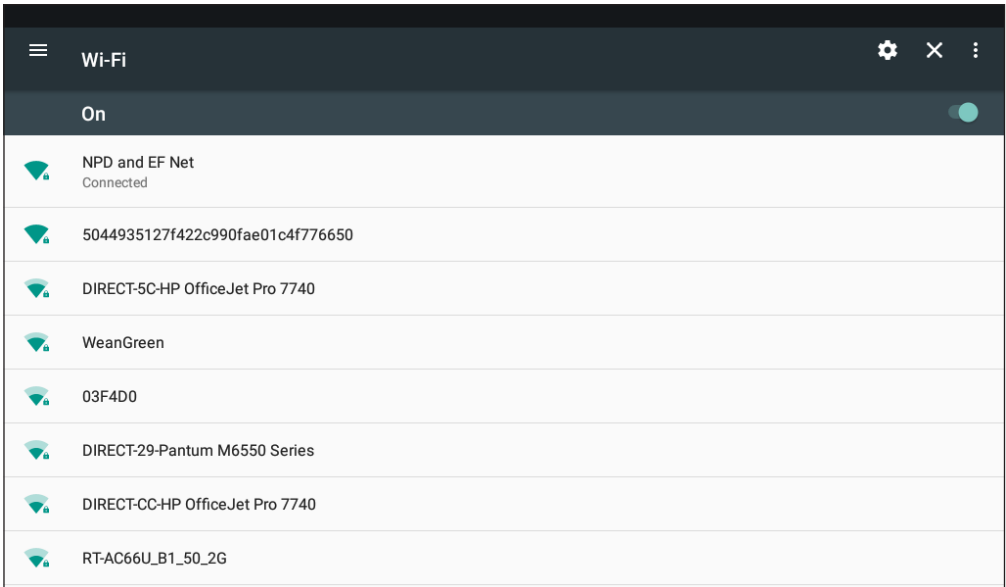 Wi-Fi
On
NPD and EF Net
Connected
5044935127f422c990fae01c4f776650
DIRECT-5C-HP OfficeJet Pro 7740
WeanGreen
03F4D0
DIRECT-29-Pantum M6550 Series
DIRECT-CC-HP OfficeJet Pro 7740
RT-AC66U_B1_50_2G